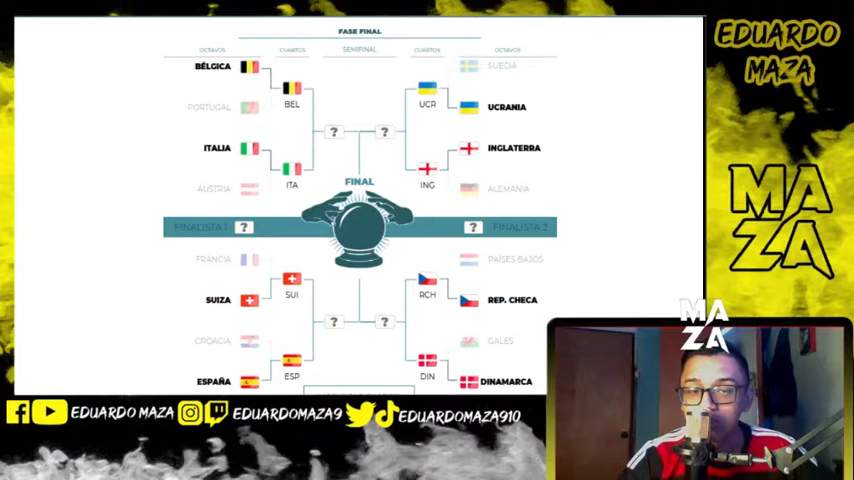 FASE FINAL
OCTAVOS CUARTOS SEMIFINAL CUARTOS OCTAVOS
BÉLGICA SUECIA
BEL UCR
PORTUGAL UCRANIA
? ?
ITALIA INGLATERRA
ITA ING
AUSTRIA FINAL ALEMANIA
FINALISTA 1 ? ? FINALISTA 2
FRANCIA PAÍSES BAJOS
SUI RCH
SUIZA REP. CHECA
? ?
CROACIA GALES
ESP DIN
ESPAÑA DINAMARCA
EDUARDO
MAZA
MA
ZA
MA
ZA
EDUARDO MAZA EDUARDOMAZA9 EDUARDOMAZA910